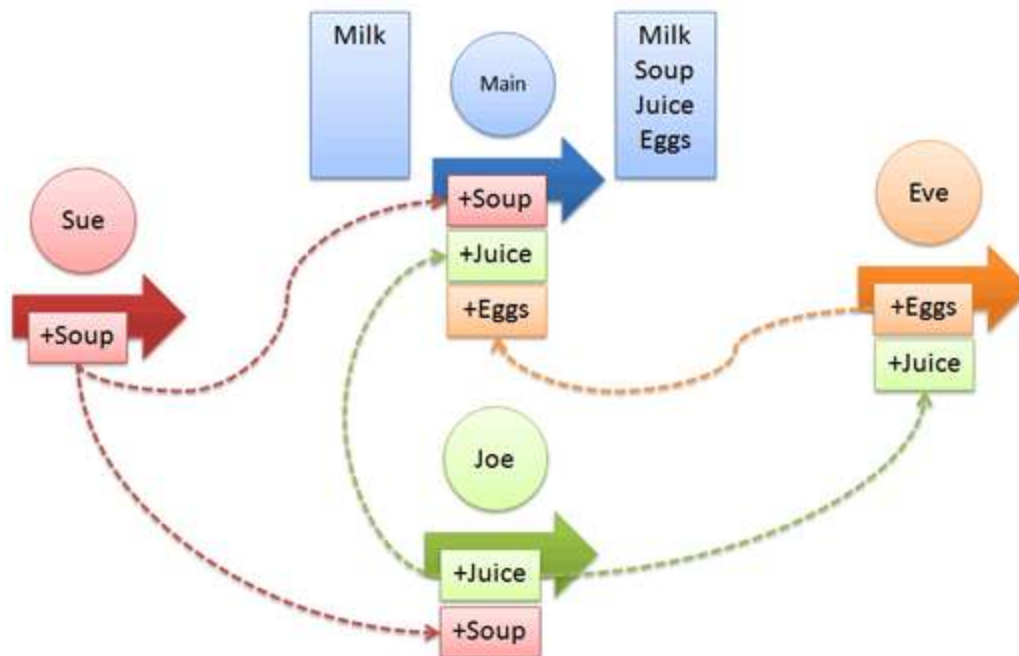 Milk
Main
Milk
Soup
Juice
Eggs
Sue
+Soup
+Soup
+Juice
+Eggs
Eve
+Eggs
+Juice
Joe
+Juice
+Soup